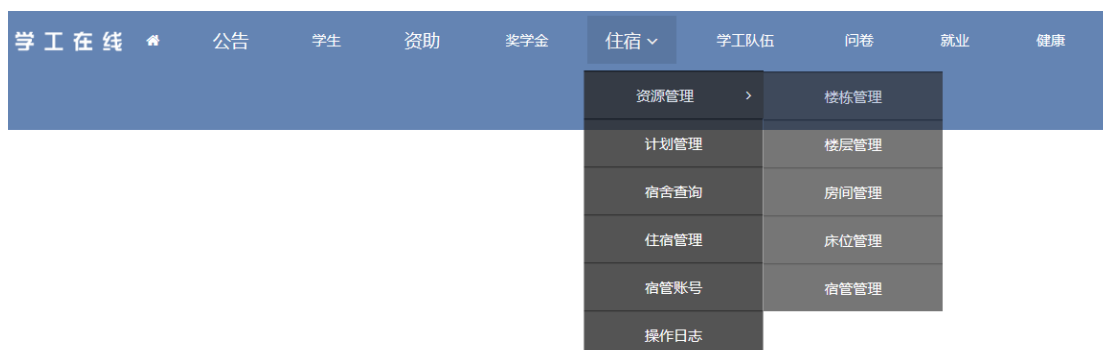 学工在线 公告 学生 资助 奖学金 住宿 学工队伍 问卷 就业 健康
资源管理 楼栋管理
计划管理 楼层管理
宿舍查询 房间管理
住宿管理 床位管理
宿管账号 宿管管理
操作日志